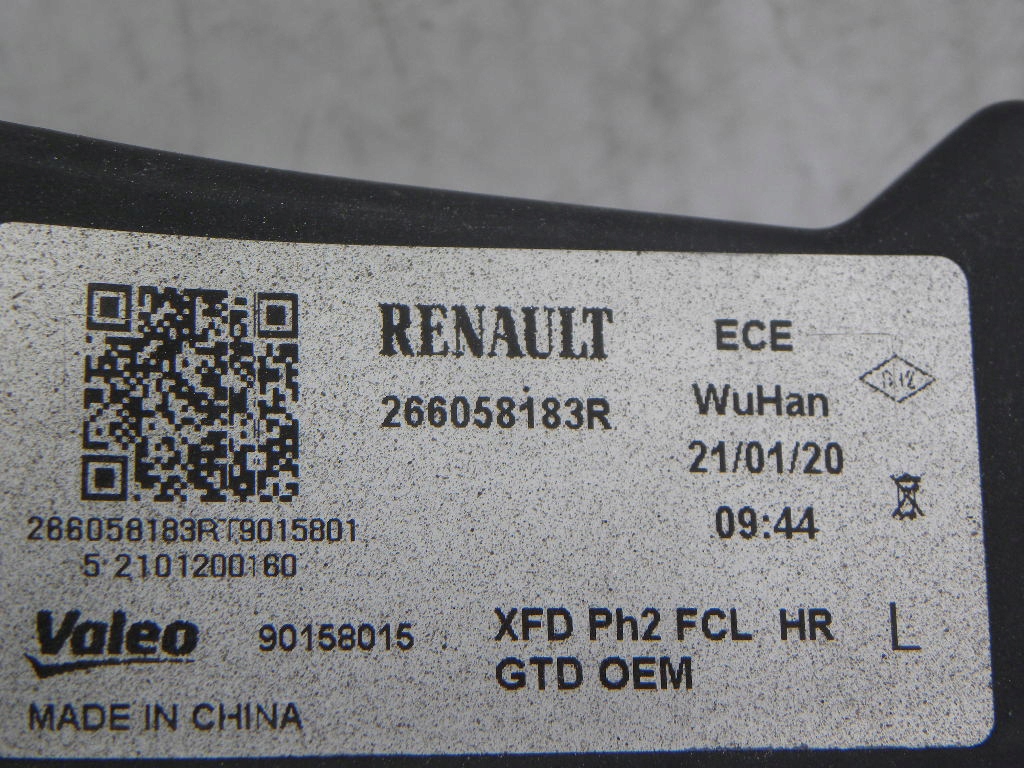 RENAULT
266058183R
ECE
WuHan
21/01/20
09:44
266058183RT9015801
5 2101200160
Valeo
90158015
XFD Ph2 FCL HR
GTD OEM
L
MADE IN CHINA